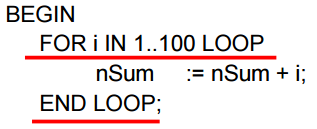 BEGIN
FOR i IN 1..100 LOOP
nSum := nSum + i;
END LOOP;